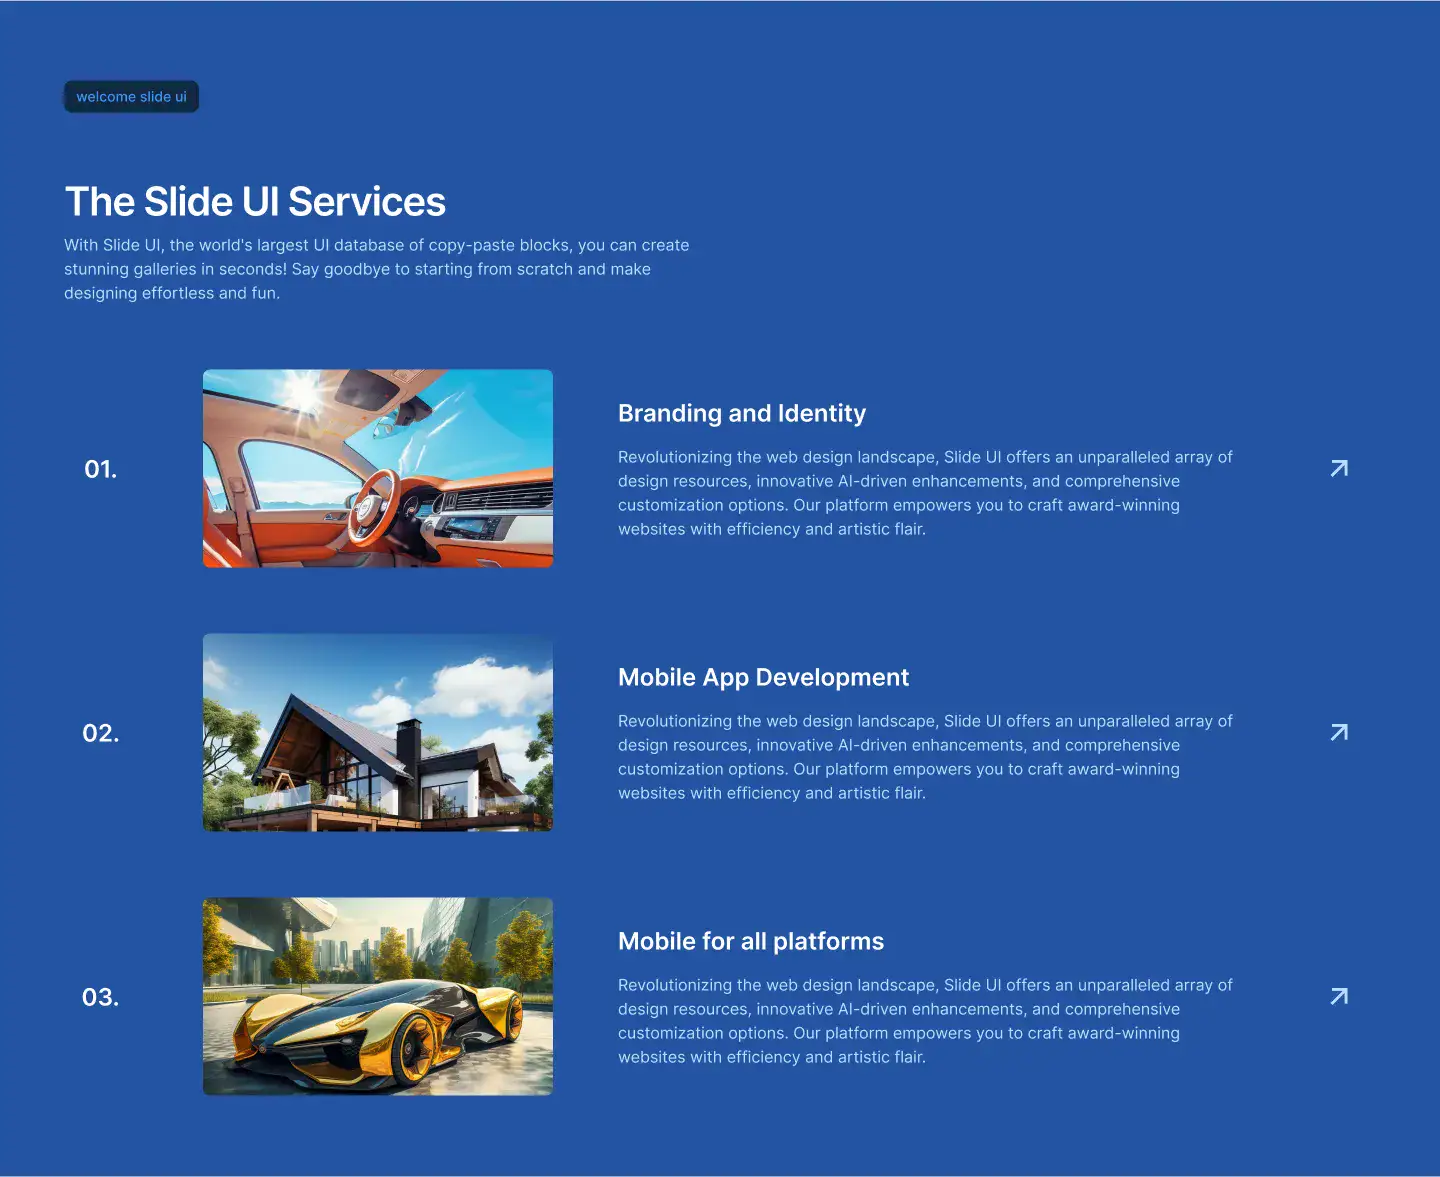 welcome slide ui
The Slide UI Services
With Slide UI, the world's largest UI database of copy-paste blocks, you can create
stunning galleries in seconds! Say goodbye to starting from scratch and make
designing effortless and fun.
01.
Branding and Identity
Revolutionizing the web design landscape, Slide UI offers an unparalleled array of
design resources, innovative AI-driven enhancements, and comprehensive
customization options. Our platform empowers you to craft award-winning
websites with efficiency and artistic flair.
02.
Mobile App Development
Revolutionizing the web design landscape, Slide UI offers an unparalleled array of
design resources, innovative AI-driven enhancements, and comprehensive
customization options. Our platform empowers you to craft award-winning
websites with efficiency and artistic flair.
03.
Mobile for all platforms
Revolutionizing the web design landscape, Slide UI offers an unparalleled array of
design resources, innovative AI-driven enhancements, and comprehensive
customization options. Our platform empowers you to craft award-winning
websites with efficiency and artistic flair.